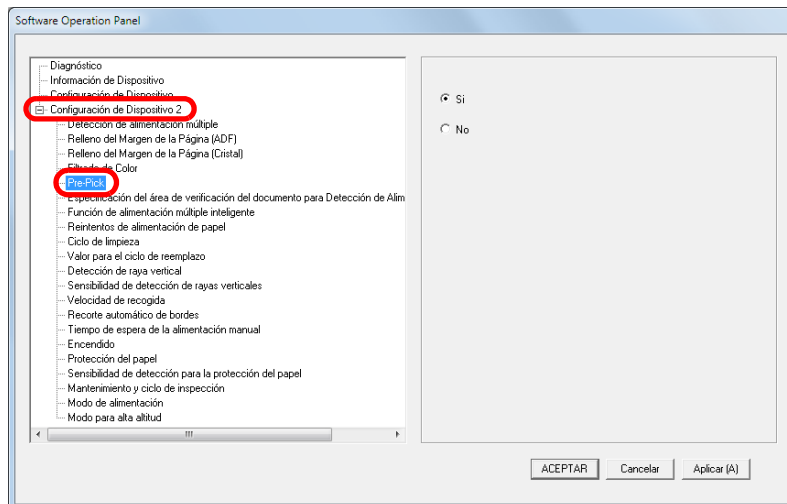 Software Operation Panel
Diagnóstico
Información de Dispositivo
Configuración de Dispositivo
Configuración de Dispositivo 2
Detección de alimentación múltiple
Relleno del Margen de la Página (ADF)
Relleno del Margen de la Página (Cristal)
Filtrado de Color
Pre-Pick
Especificación del área de verificación del documento para Detección de Alim
Función de alimentación múltiple inteligente
Reintentos de alimentación de papel
Ciclo de limpieza
Valor para el ciclo de reemplazo
Detección de raya vertical
Sensibilidad de detección de rayas verticales
Velocidad de recogida
Recorte automático de bordes
Tiempo de espera de la alimentación manual
Encendido
Protección del papel
Sensibilidad de detección para la protección del papel
Mantenimiento y ciclo de inspección
Modo de alimentación
Modo para alta altitud
Si
No
ACEPTAR
Cancelar
Aplicar (A)